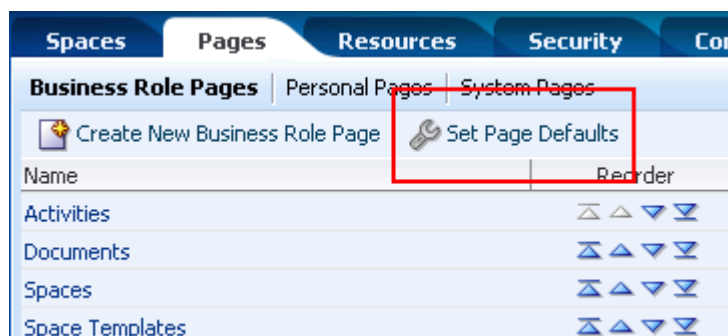 Spaces Pages Resources Security Co
Business Role Pages Personal Pages System Pages
Create New Business Role Page Set Page Defaults
Name Reorder
Activities
Documents
Spaces
Space Templates